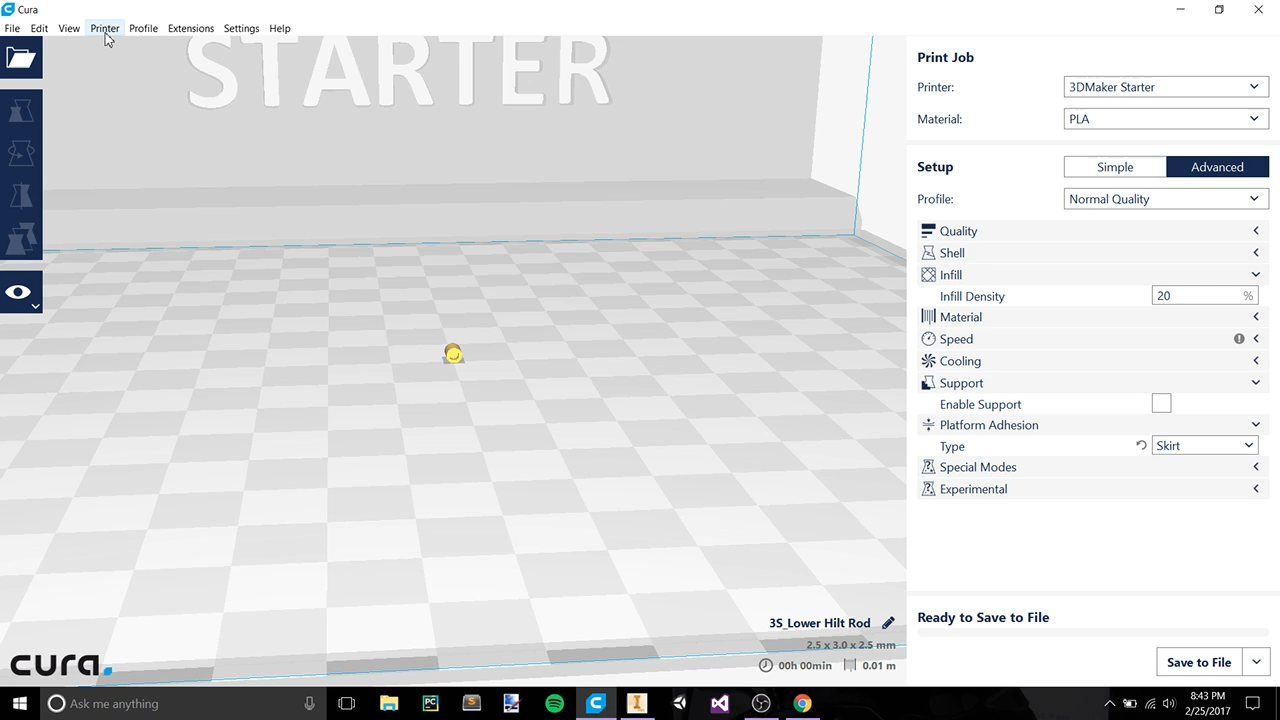 Cura
File Edit View Printer Profile Extensions Settings Help
STARTER
Print Job
Printer: 3DMaker Starter
Material: PLA
Setup Simple Advanced
Profile: Normal Quality
Quality
Shell
Infill
Infill Density 20 %
Material
Speed
Cooling
Support
Enable Support
Platform Adhesion
Type Skirt
Special Modes
Experimental
3S_Lower Hilt Rod
2.5 x 3.0 x 2.5 mm
00h 00min 0.01 m
Ready to Save to File
Save to File
cura.
Ask me anything
8:43 PM
2/25/2017